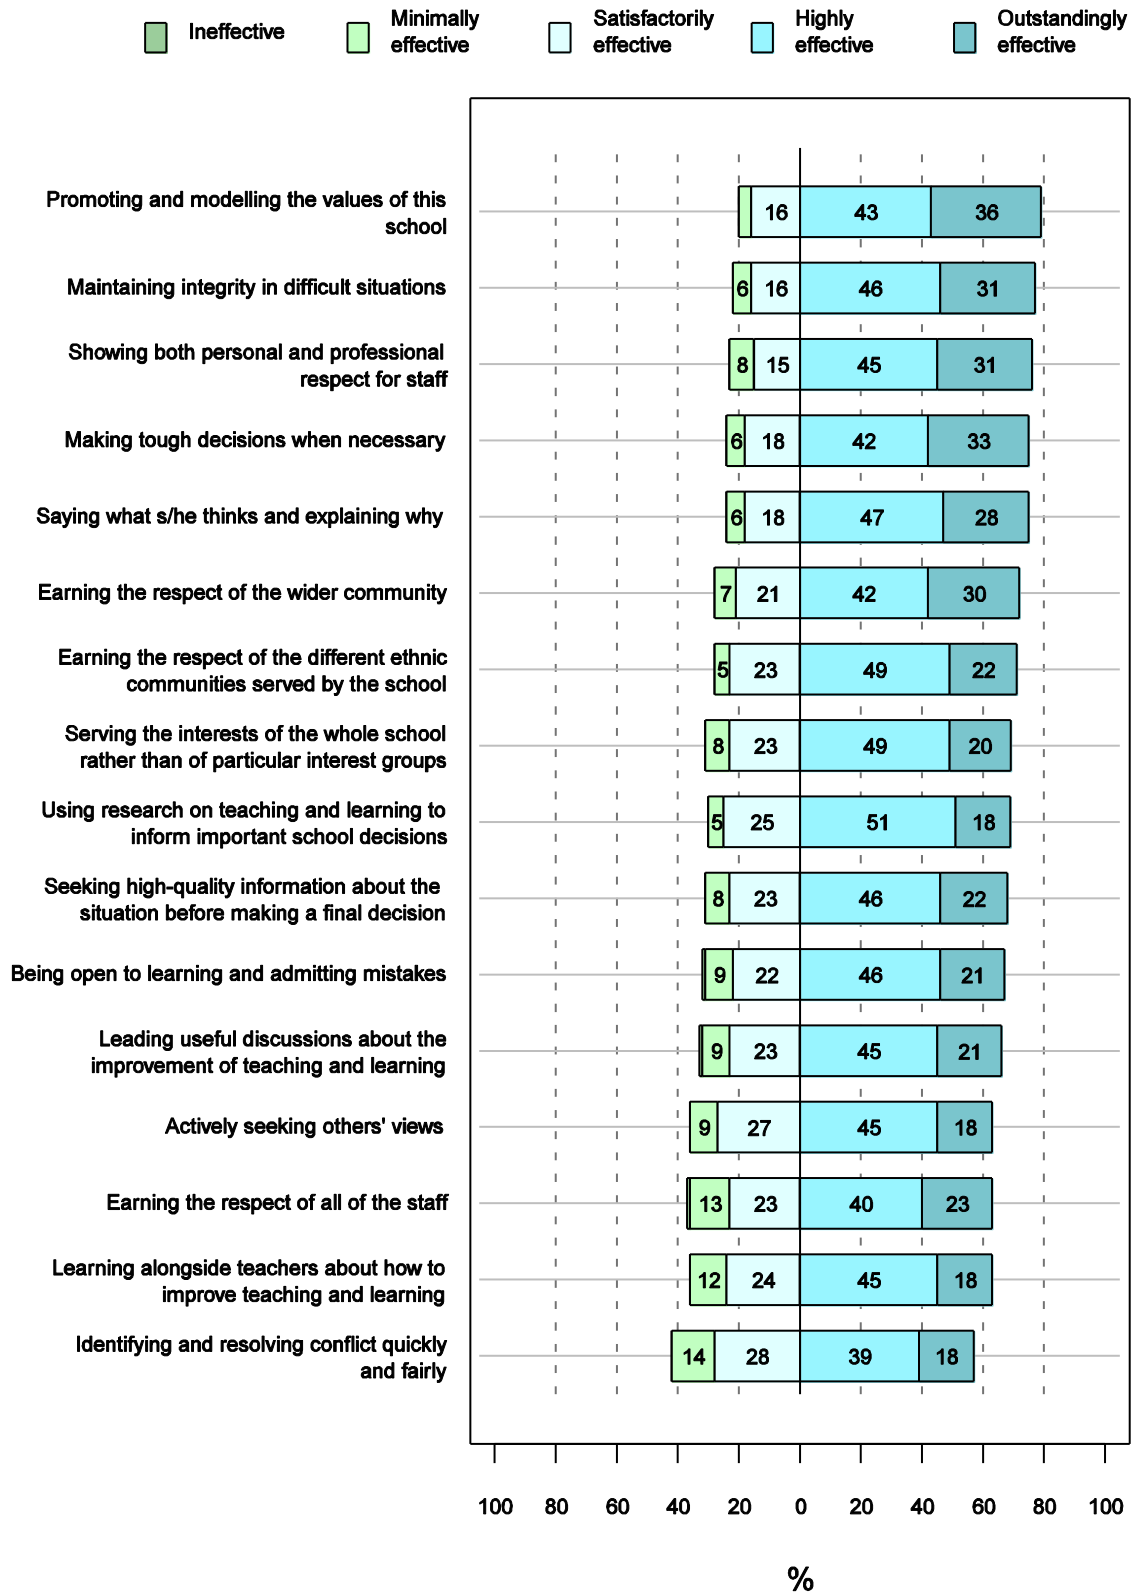 Ineffective
Minimally
effective
Satisfactorily
effective
Highly
effective
Outstandingly
effective
Promoting and modelling the values of this
school
16 43 36
Maintaining integrity in difficult situations
6 16 46 31
Showing both personal and professional
respect for staff
8 15 45 31
Making tough decisions when necessary
6 18 42 33
Saying what s/he thinks and explaining why
6 18 47 28
Earning the respect of the wider community
7 21 42 30
Earning the respect of the different ethnic
communities served by the school
5 23 49 22
Serving the interests of the whole school
rather than of particular interest groups
8 23 49 20
Using research on teaching and learning to
inform important school decisions
5 25 51 18
Seeking high-quality information about the
situation before making a final decision
8 23 46 22
Being open to learning and admitting mistakes
9 22 46 21
Leading useful discussions about the
improvement of teaching and learning
9 23 45 21
Actively seeking others' views
9 27 45 18
Earning the respect of all of the staff
13 23 40 23
Learning alongside teachers about how to
improve teaching and learning
12 24 45 18
Identifying and resolving conflict quickly
and fairly
14 28 39 18
100 80 60 40 20 0 20 40 60 80 100
%